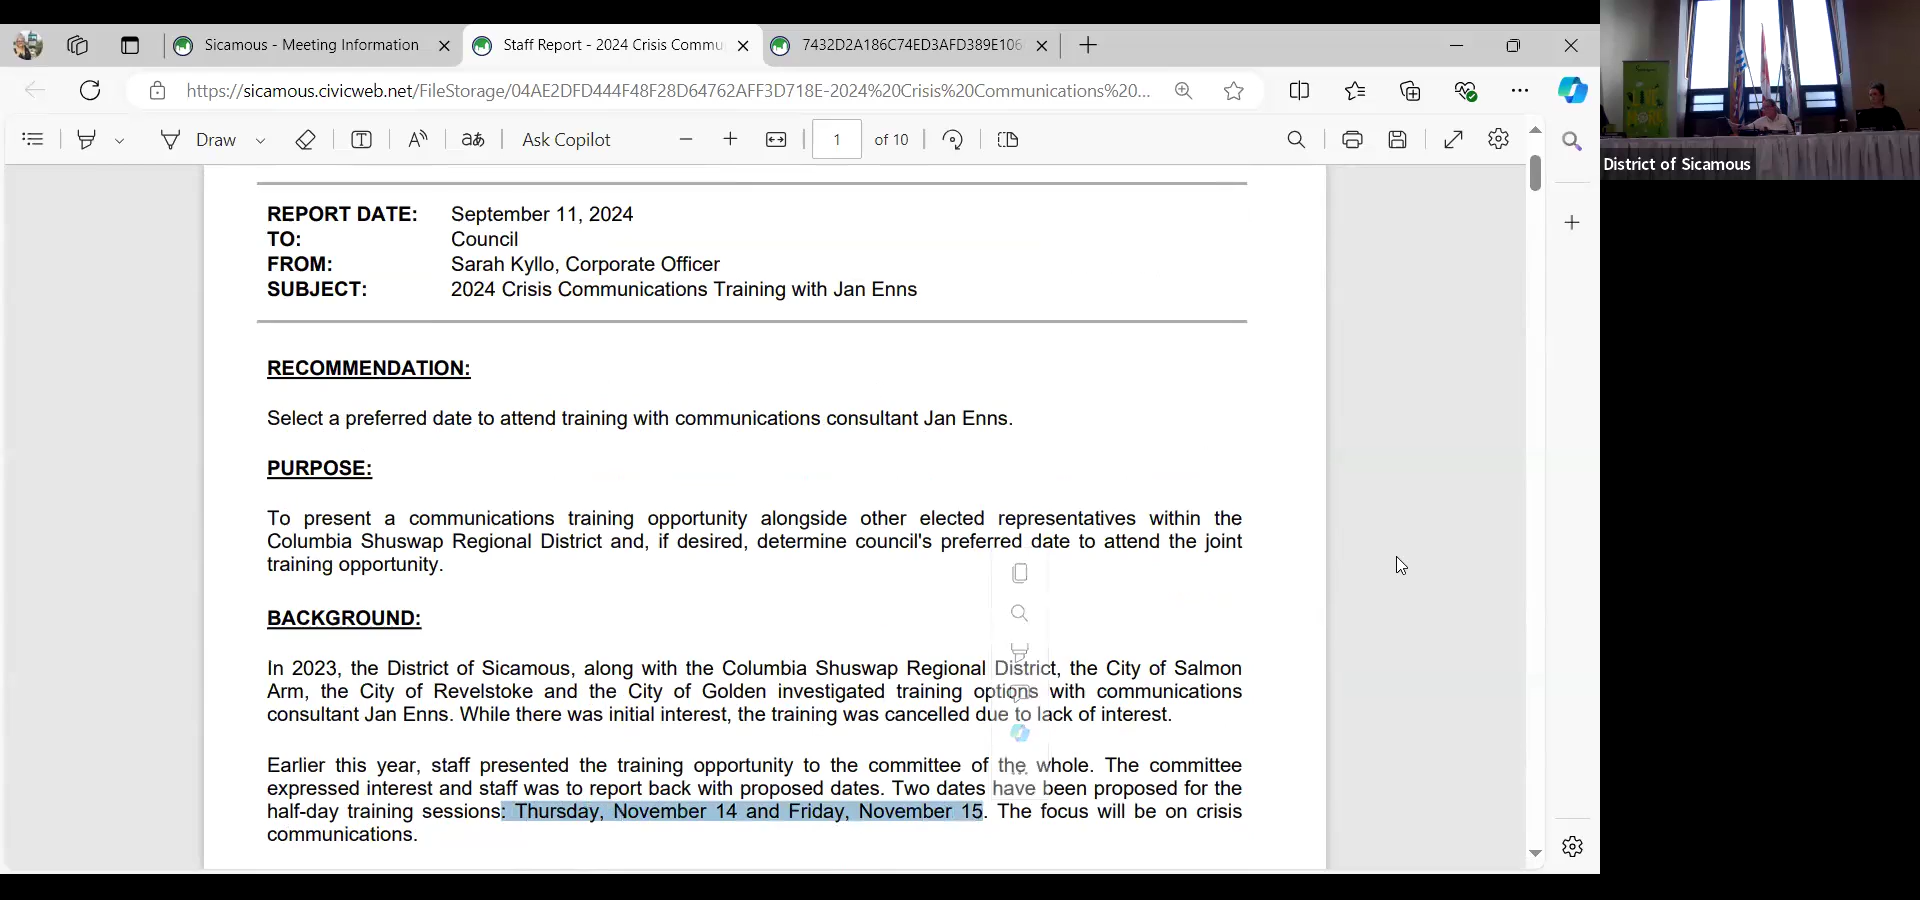 Sicamous - Meeting Information
Staff Report - 2024 Crisis Commu
7432D2A186C74ED3AFD389E106
https://sicamous.civicweb.net/FileStorage/04AE2DFD444F48F28D64762AFF3D718E-2024%20Crisis%20Communications%20...
Draw
T
A
aあ
Ask Copilot
1
of 10
District of Sicamous
REPORT DATE: September 11, 2024
TO: Council
FROM: Sarah Kyllo, Corporate Officer
SUBJECT: 2024 Crisis Communications Training with Jan Enns
RECOMMENDATION:
Select a preferred date to attend training with communications consultant Jan Enns.
PURPOSE:
To present a communications training opportunity alongside other elected representatives within the
Columbia Shuswap Regional District and, if desired, determine council's preferred date to attend the joint
training opportunity.
BACKGROUND:
In 2023, the District of Sicamous, along with the Columbia Shuswap Regional District, the City of Salmon
Arm, the City of Revelstoke and the City of Golden investigated training options with communications
consultant Jan Enns. While there was initial interest, the training was cancelled due to lack of interest.
Earlier this year, staff presented the training opportunity to the committee of the whole. The committee
expressed interest and staff was to report back with proposed dates. Two dates have been proposed for the
half-day training sessions: Thursday, November 14 and Friday, November 15. The focus will be on crisis
communications.